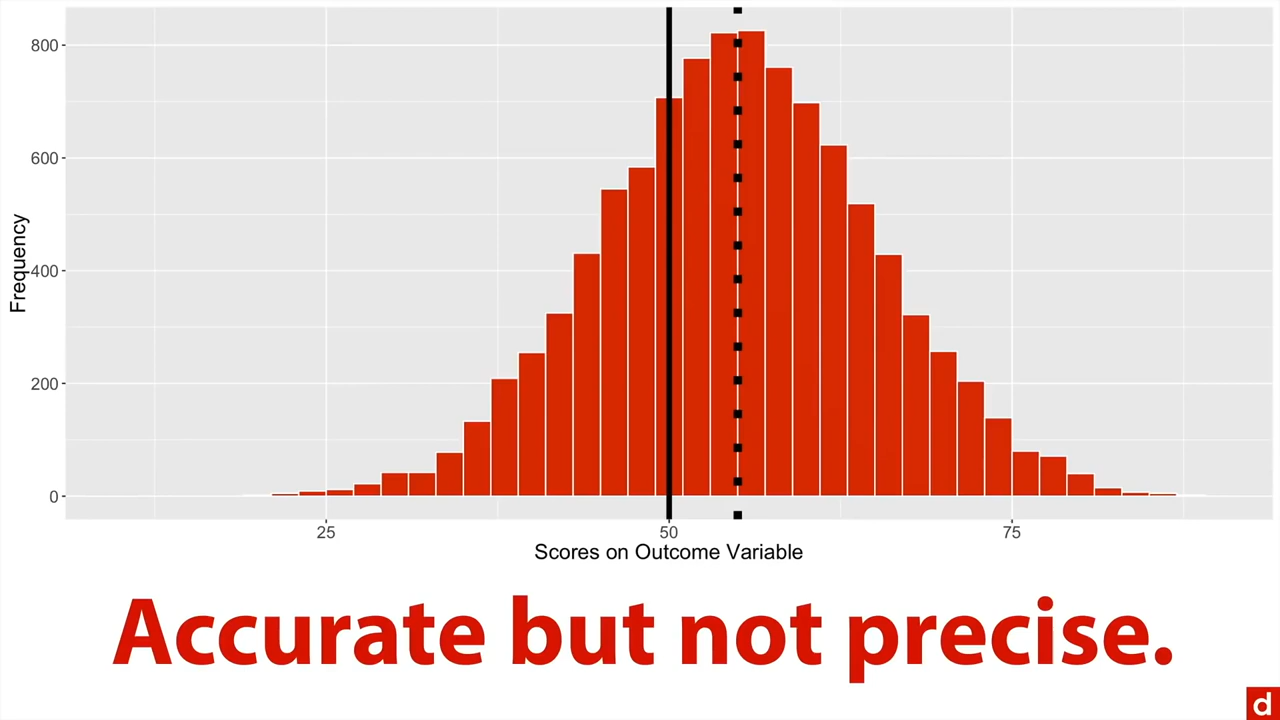 800
600
400
200
0
Frequency
25
50
75
Scores on Outcome Variable
Accurate but not precise.
d